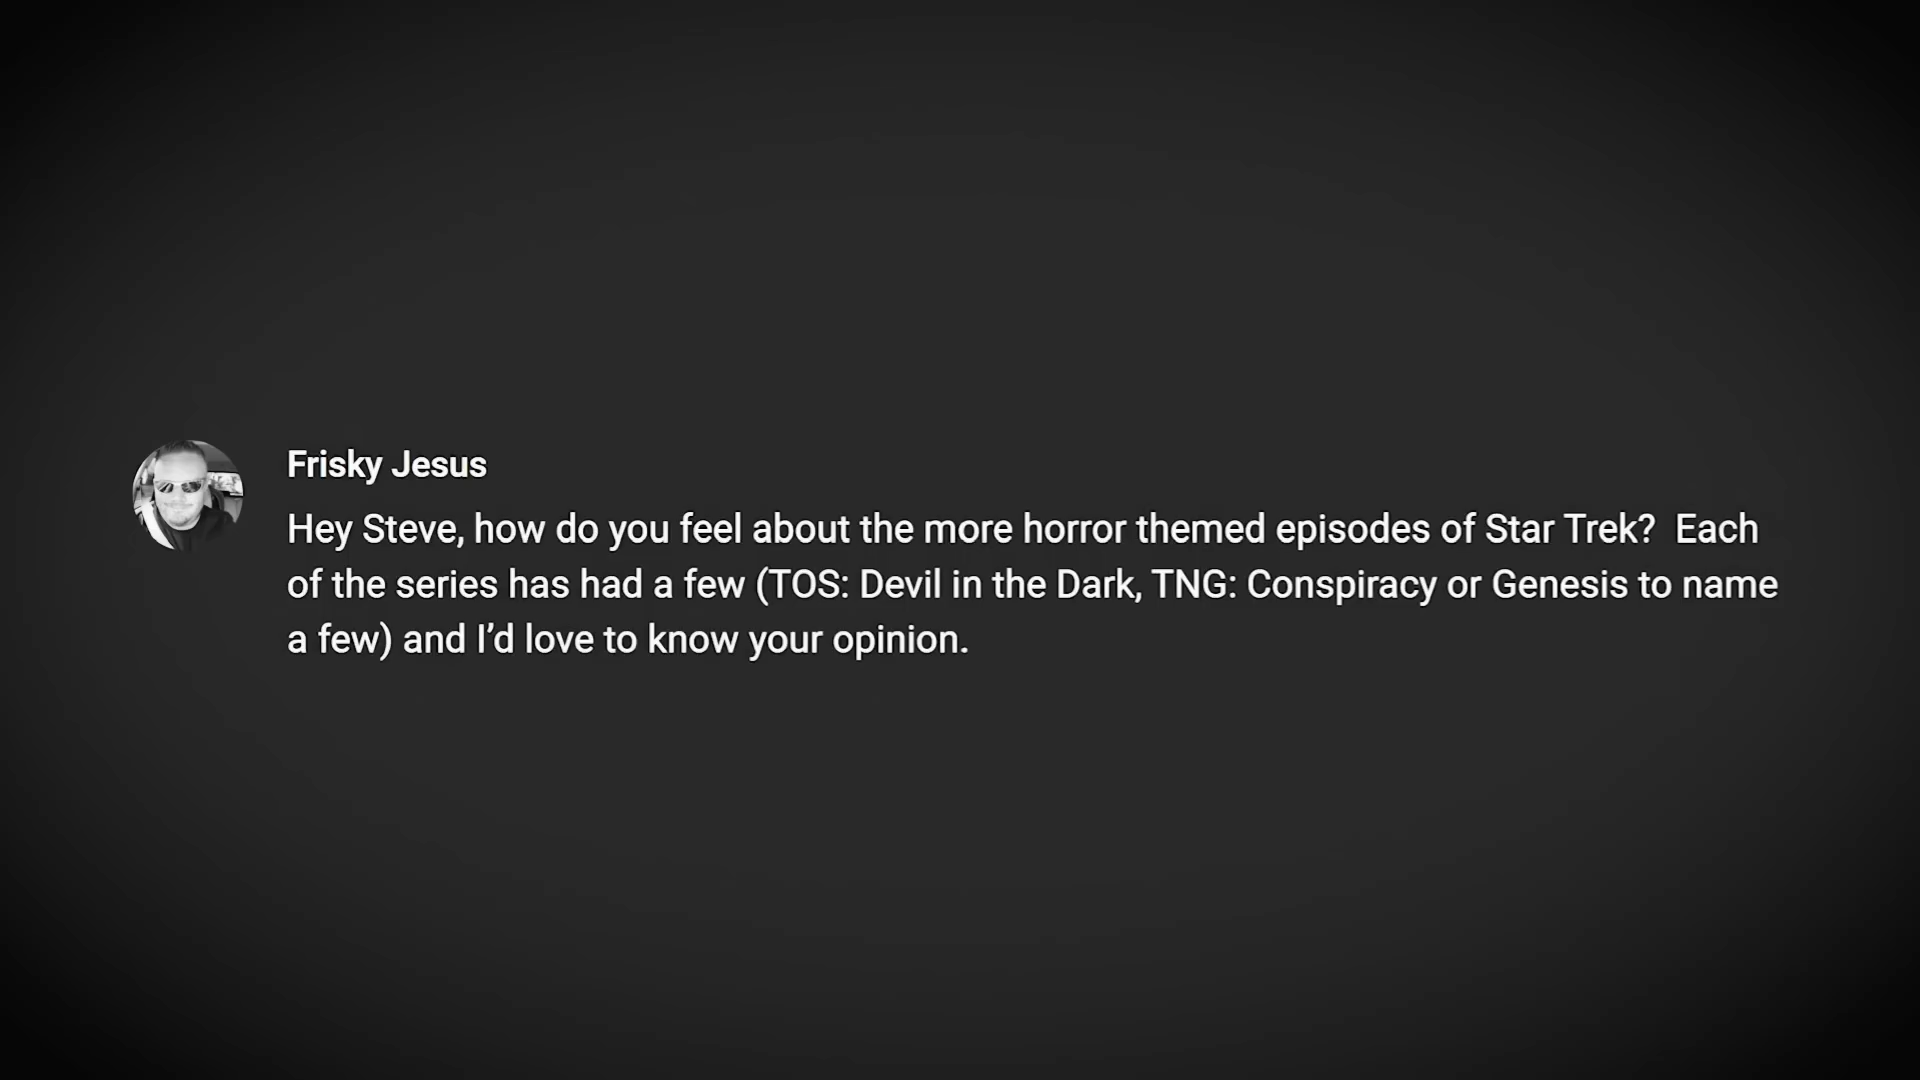 Frisky Jesus
Hey Steve, how do you feel about the more horror themed episodes of Star Trek?  Each
of the series has had a few (TOS: Devil in the Dark, TNG: Conspiracy or Genesis to name
a few) and I’d love to know your opinion.